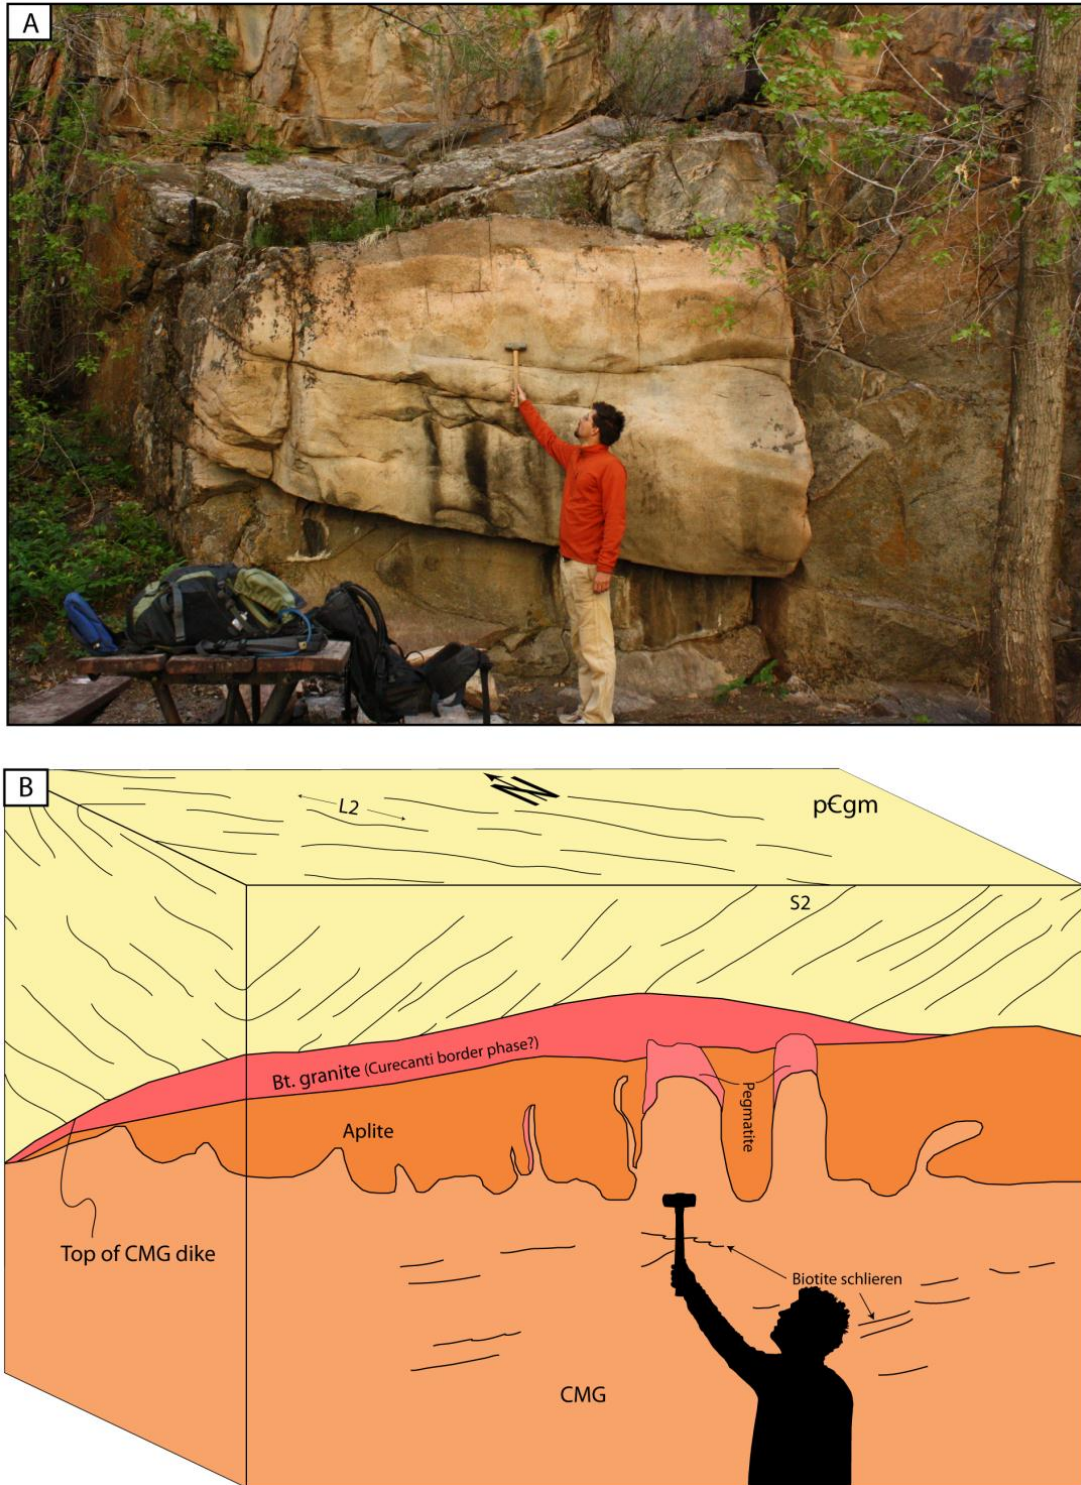 A
B
L2
N
p∈gm
S2
Bt. granite (Curecanti border phase?)
Aplite
Pegmatite
Top of CMG dike
Biotite schlieren
CMG